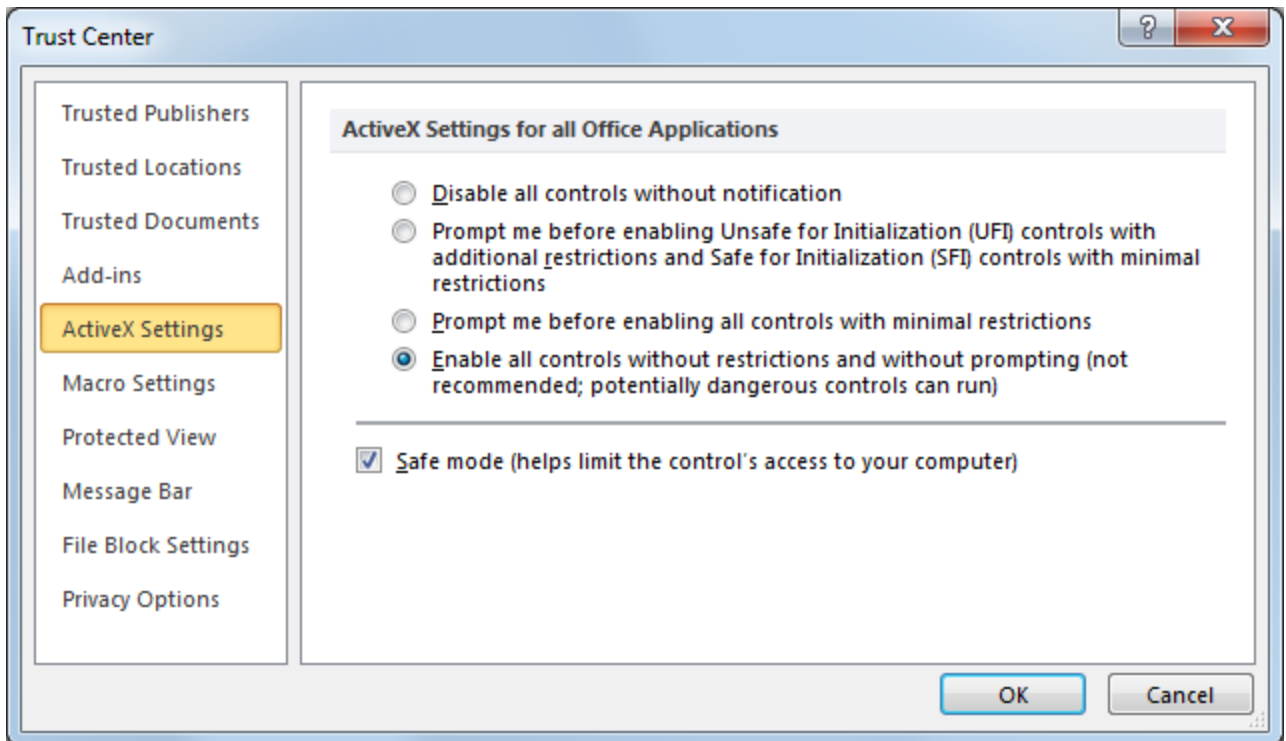 Trust Center
Trusted Publishers
Trusted Locations
Trusted Documents
Add-ins
ActiveX Settings
Macro Settings
Protected View
Message Bar
File Block Settings
Privacy Options
ActiveX Settings for all Office Applications
Disable all controls without notification
Prompt me before enabling Unsafe for Initialization (UFI) controls with
additional restrictions and Safe for Initialization (SFI) controls with minimal
restrictions
Prompt me before enabling all controls with minimal restrictions
Enable all controls without restrictions and without prompting (not
recommended; potentially dangerous controls can run)
Safe mode (helps limit the control's access to your computer)
OK
Cancel